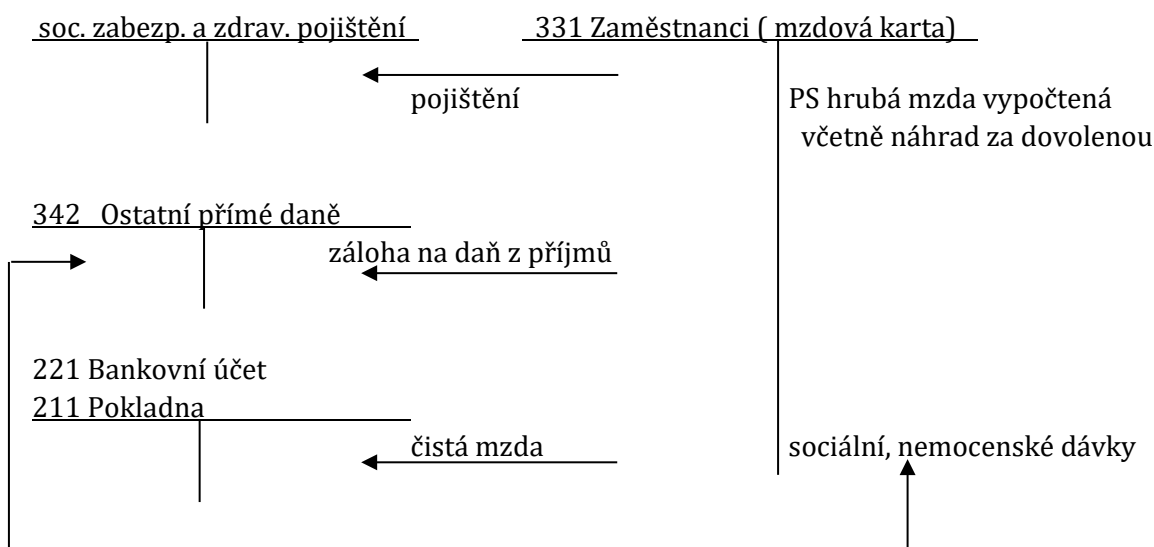 soc. zabezp. a zdrav. pojištění 331 Zaměstnanci ( mzdová karta)
pojištění PS hrubá mzda vypočtená
včetně náhrad za dovolenou
342 Ostatní přímé daně
záloha na daň z příjmů
221 Bankovní účet
211 Pokladna
čistá mzda sociální, nemocenské dávky